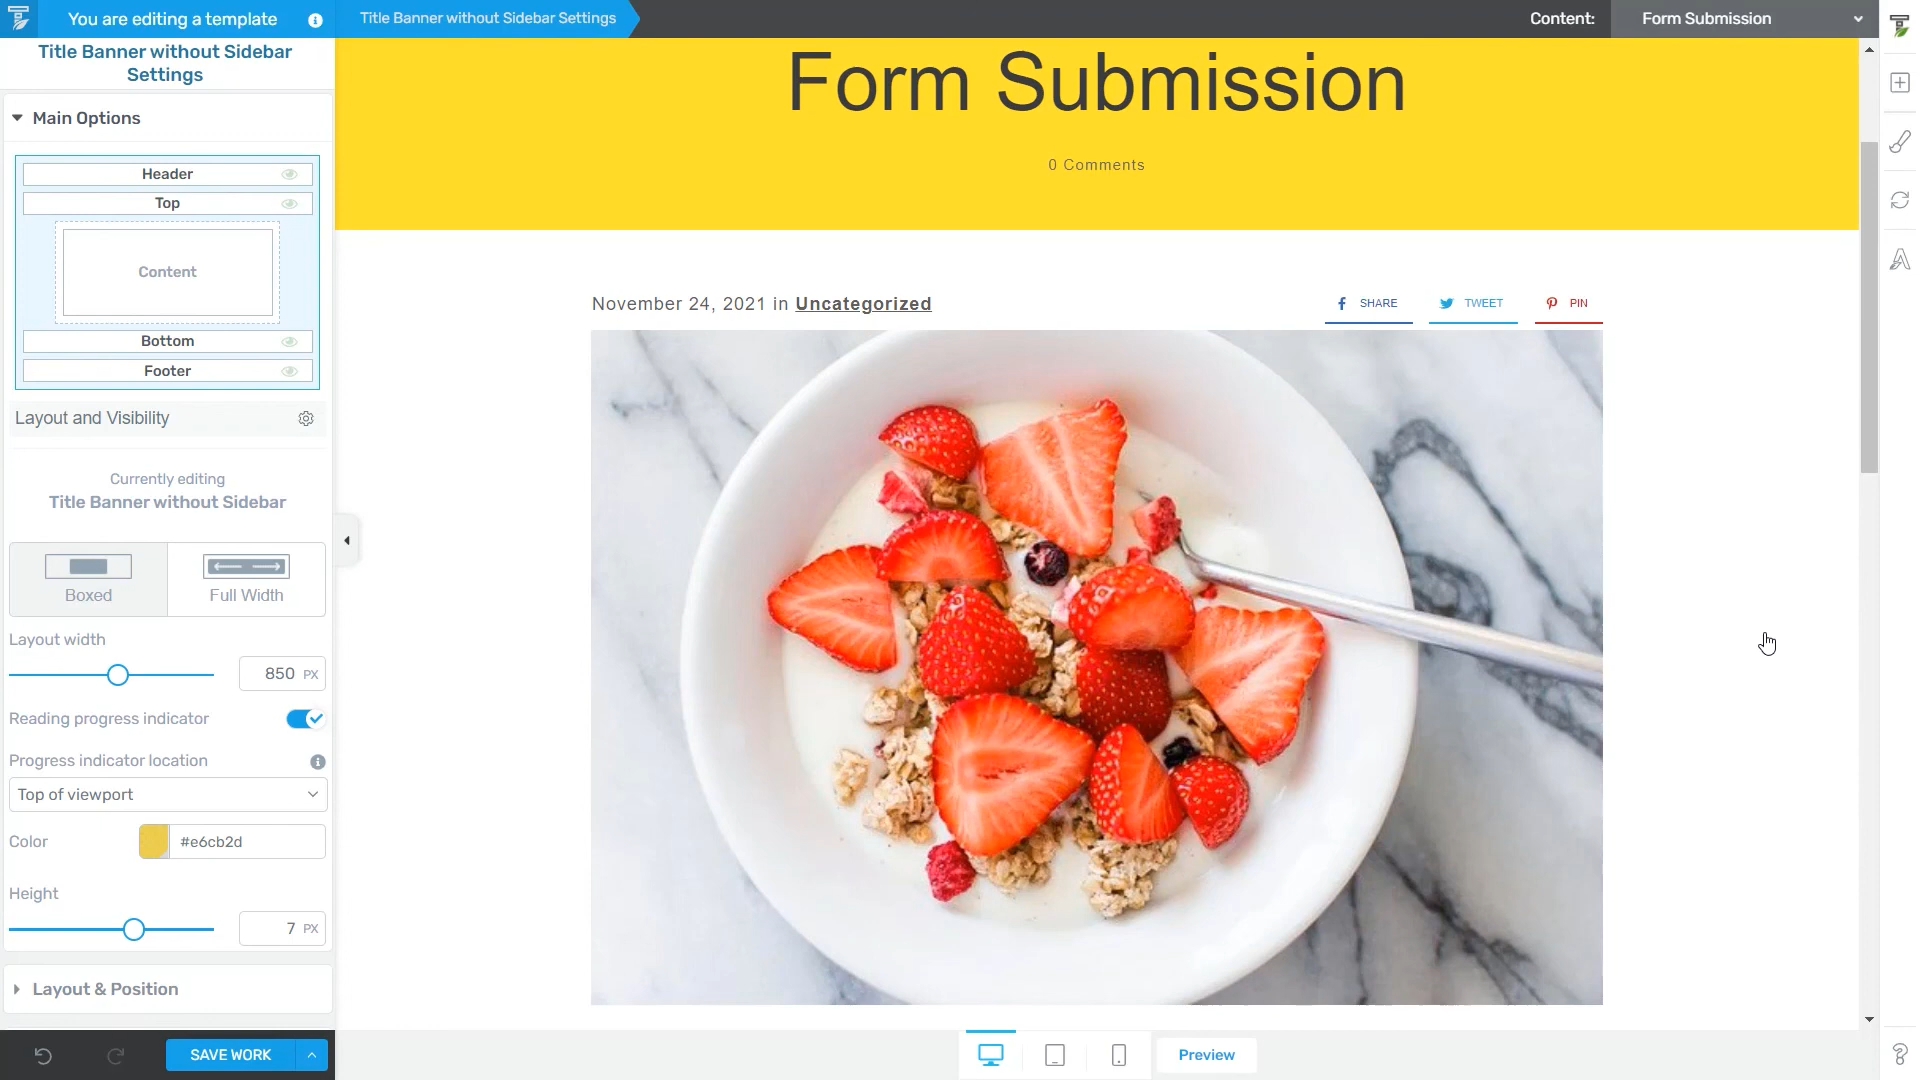 You are editing a template
Title Banner without Sidebar Settings
Content:
Form Submission
Title Banner without Sidebar
Settings
Main Options
Header
Top
Content
Bottom
Footer
Layout and Visibility
Currently editing
Title Banner without Sidebar
Boxed
Full Width
Layout width
850 PX
Reading progress indicator
Progress indicator location
Top of viewport
Color
#e6cb2d
Height
7 PX
Layout & Position
SAVE WORK
Form Submission
0 Comments
November 24, 2021 in Uncategorized
SHARE
TWEET
PIN
Preview